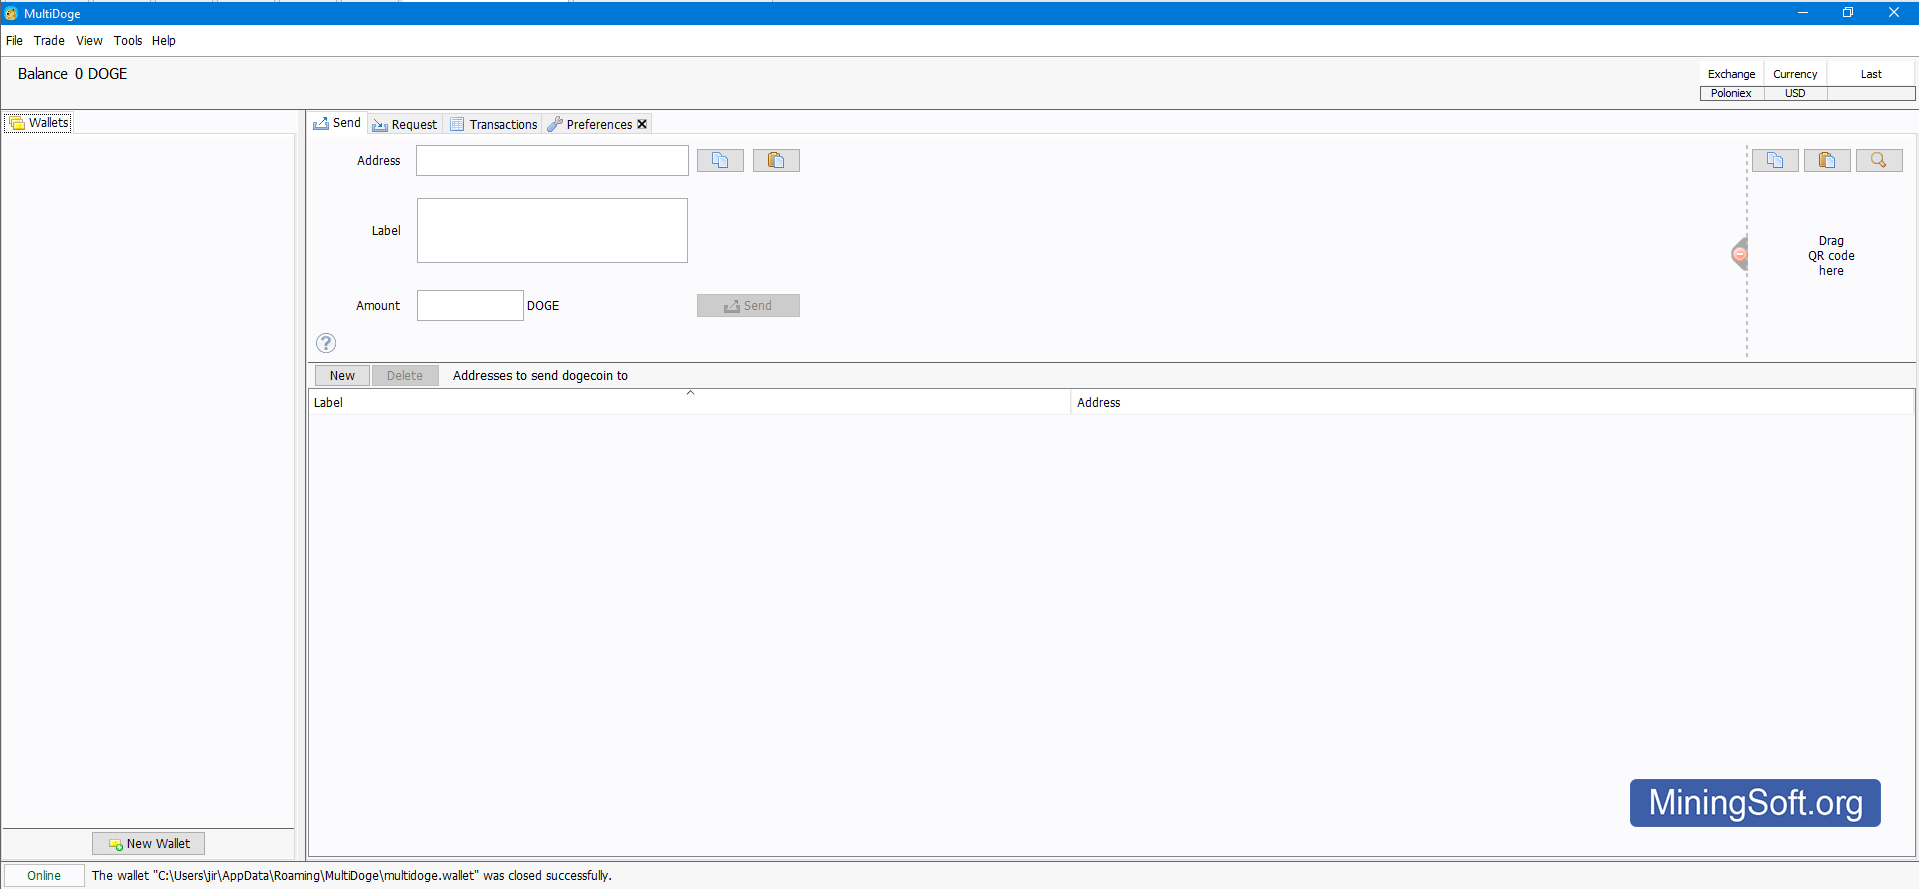 MultiDoge
File Trade View Tools Help
Balance 0 DOGE
Exchange Currency Last
Poloniex USD
Wallets
Send Request Transactions Preferences
Address
Label
Drag
QR code
here
Amount DOGE Send
?
New Delete Addresses to send dogecoin to
Label Address
MiningSoft.org
New Wallet
Online The wallet "C:\Users\jir\AppData\Roaming\MultiDoge\multidoge.wallet" was closed successfully.